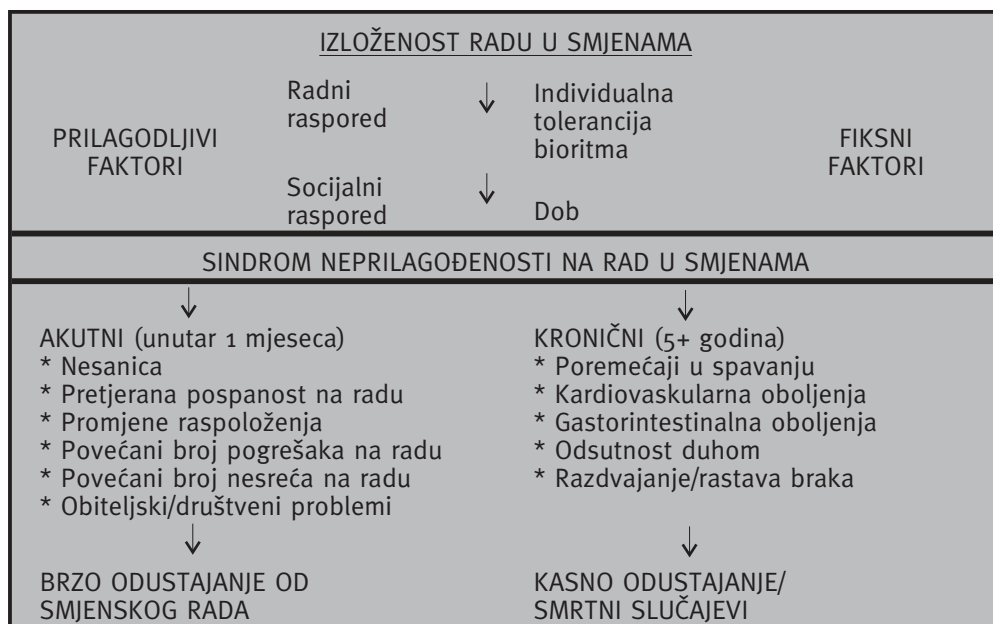 IZLOŽENOST RADU U SMJENAMA
PRILAGODLJIVI
FAKTORI
Radni
raspored
Socijalni
raspored
Individualna
tolerancija
bioritma
Dob
FIKSNI
FAKTORI
SINDROM NEPRILAGOĐENOSTI NA RAD U SMJENAMA
AKUTNI (unutar 1 mjeseca)
* Nesanica
* Pretjerana pospanost na radu
* Promjene raspoloženja
* Povećani broj pogrešaka na radu
* Povećani broj nesreća na radu
* Obiteljski/društveni problemi
BRZO ODUSTAJANJE OD
SMJENSKOG RADA
KRONIČNI (5+ godina)
* Poremećaji u spavanju
* Kardiovaskularna oboljenja
* Gastorintestinalna oboljenja
* Odsutnost duhom
* Razdvajanje/rastava braka
KASNO ODUSTAJANJE/
SMRTNI SLUČAJEVI